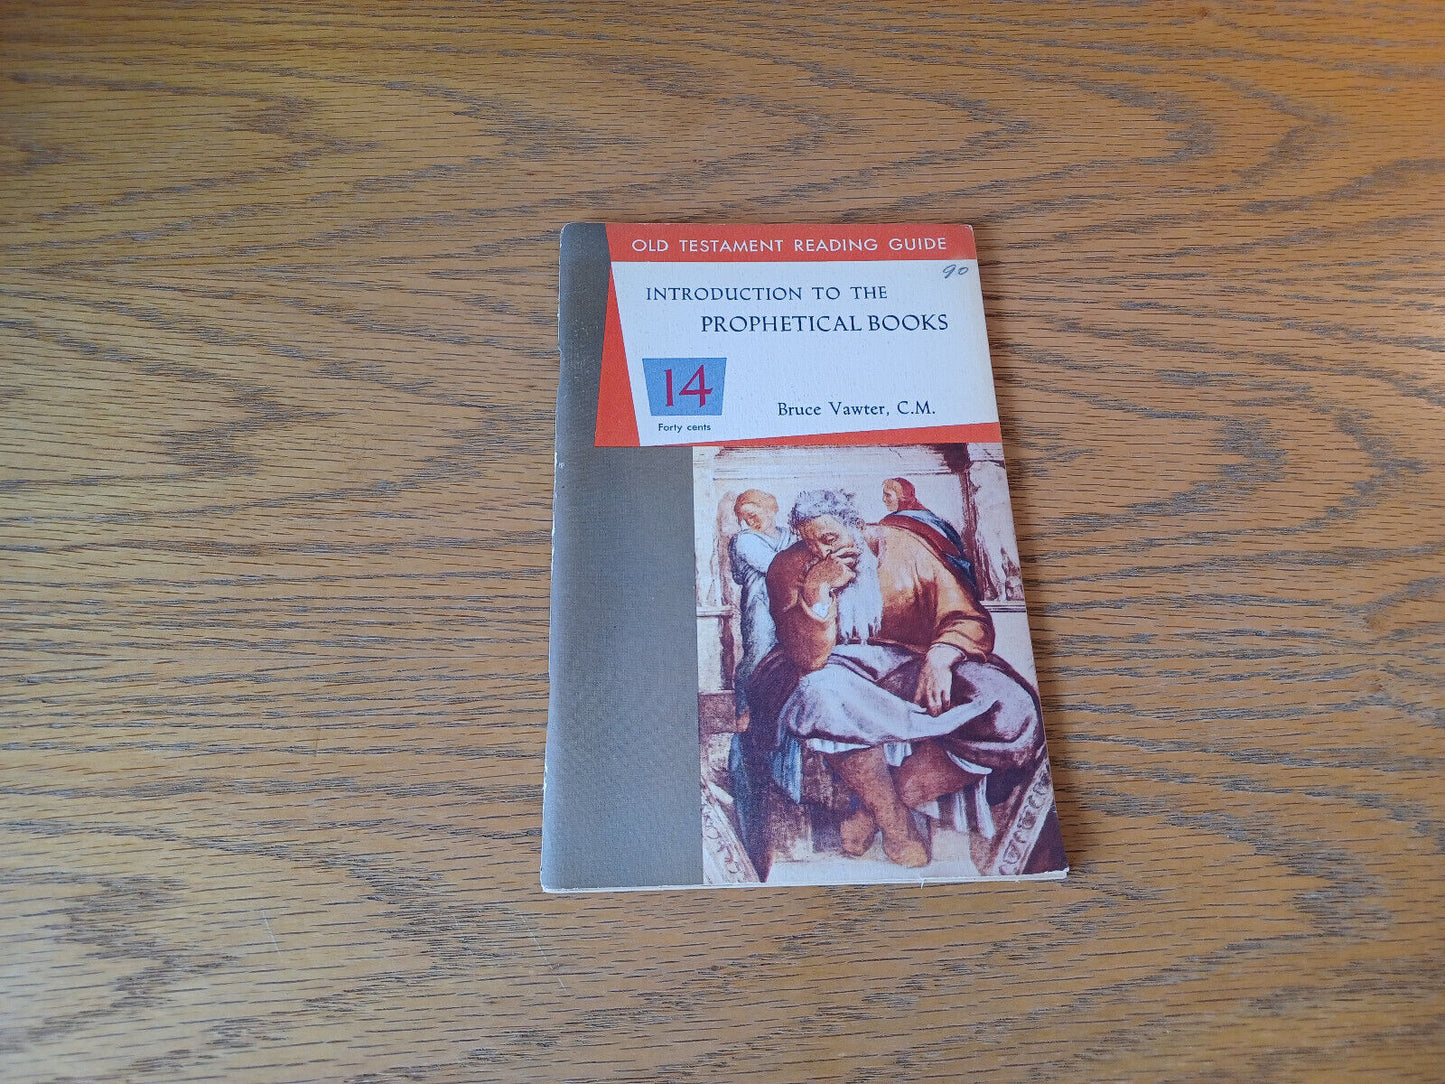 OLD TESTAMENT READING GUIDE
90
INTRODUCTION TO THE
PROPHETICAL BOOKS
14
Forty cents
Bruce Vawter, C.M.